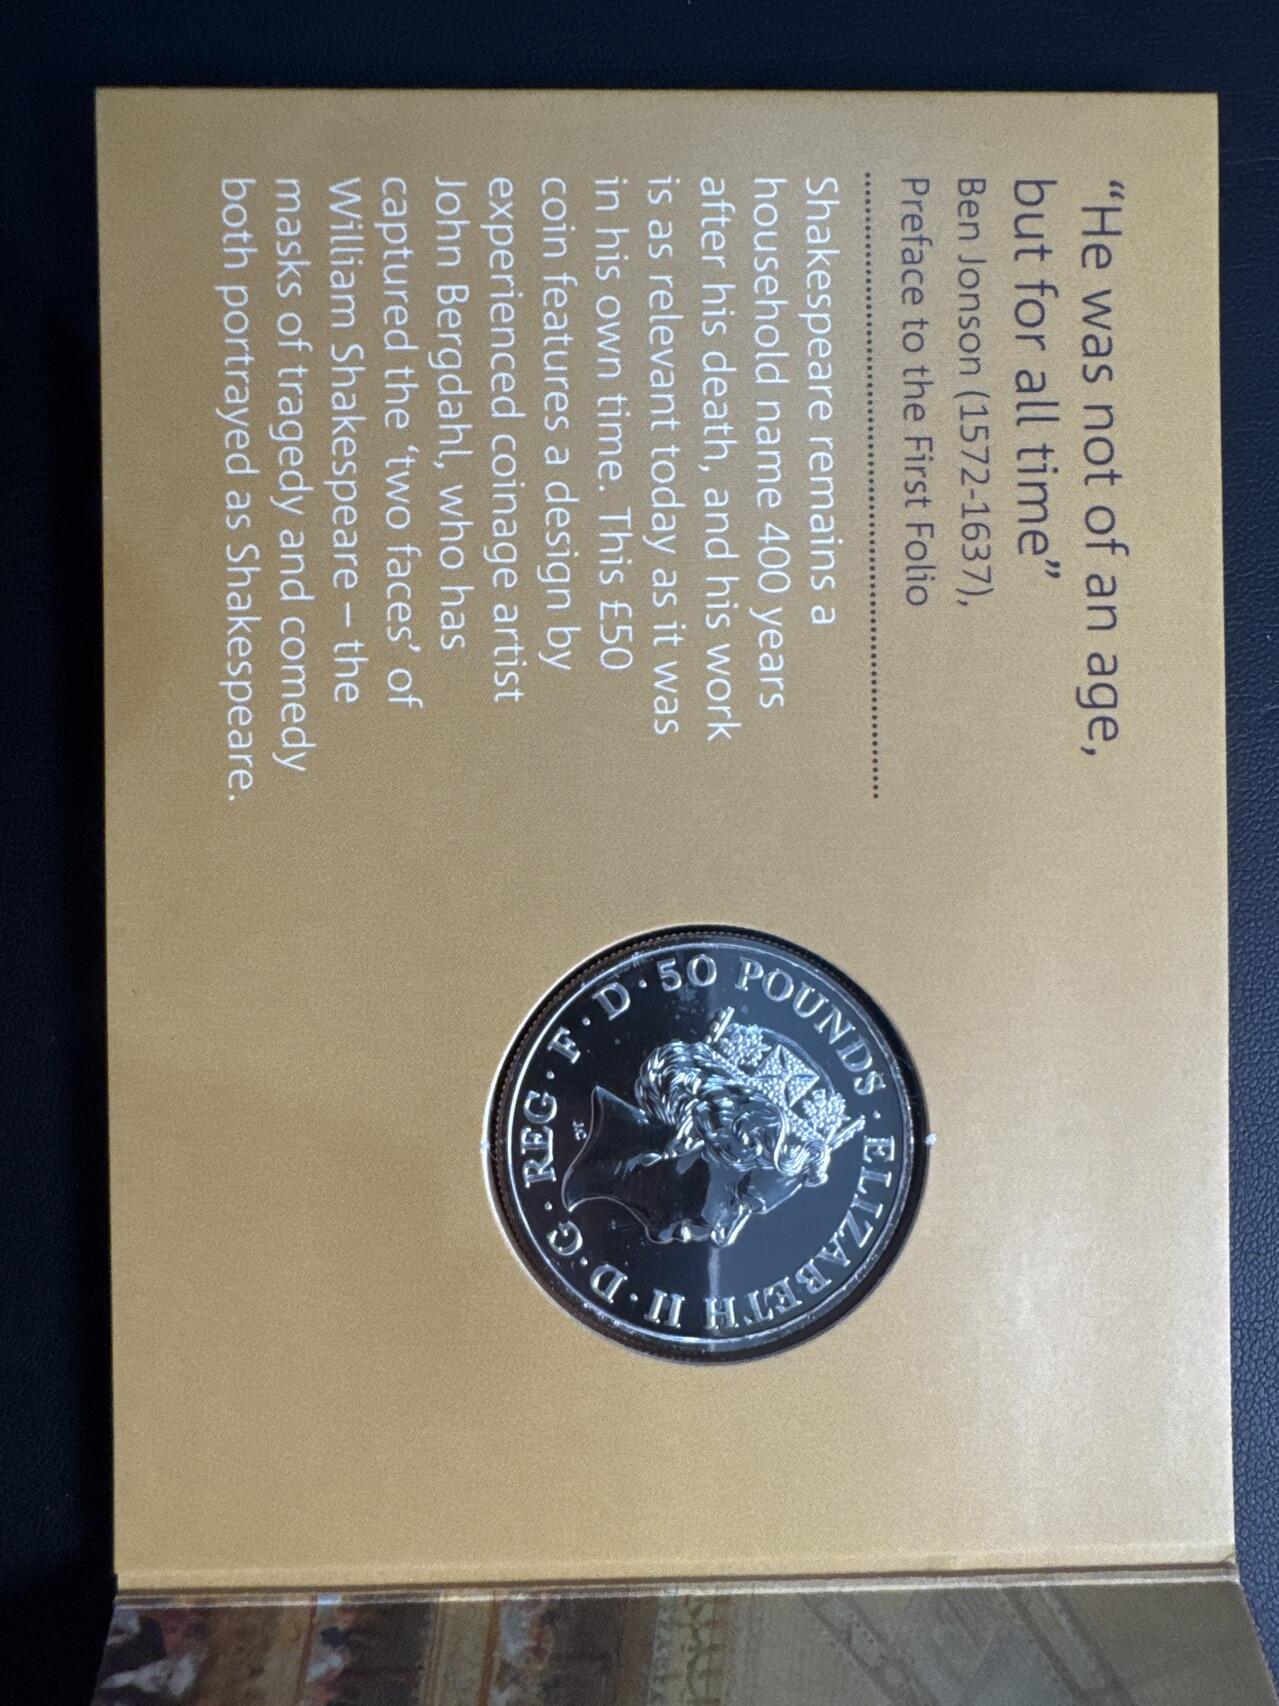 “He was not of an age,
but for all time”
Ben Jonson (1572-1637),
Preface to the First Folio
Shakespeare remains a
household name 400 years
after his death, and his work
is as relevant today as it was
in his own time. This £50
coin features a design by
experienced coinage artist
John Bergdahl, who has
captured the ‘two faces’ of
William Shakespeare – the
masks of tragedy and comedy
both portrayed as Shakespeare.
ELIZABETH II · D · G · REG · F · D · 50 POUNDS ·
JC